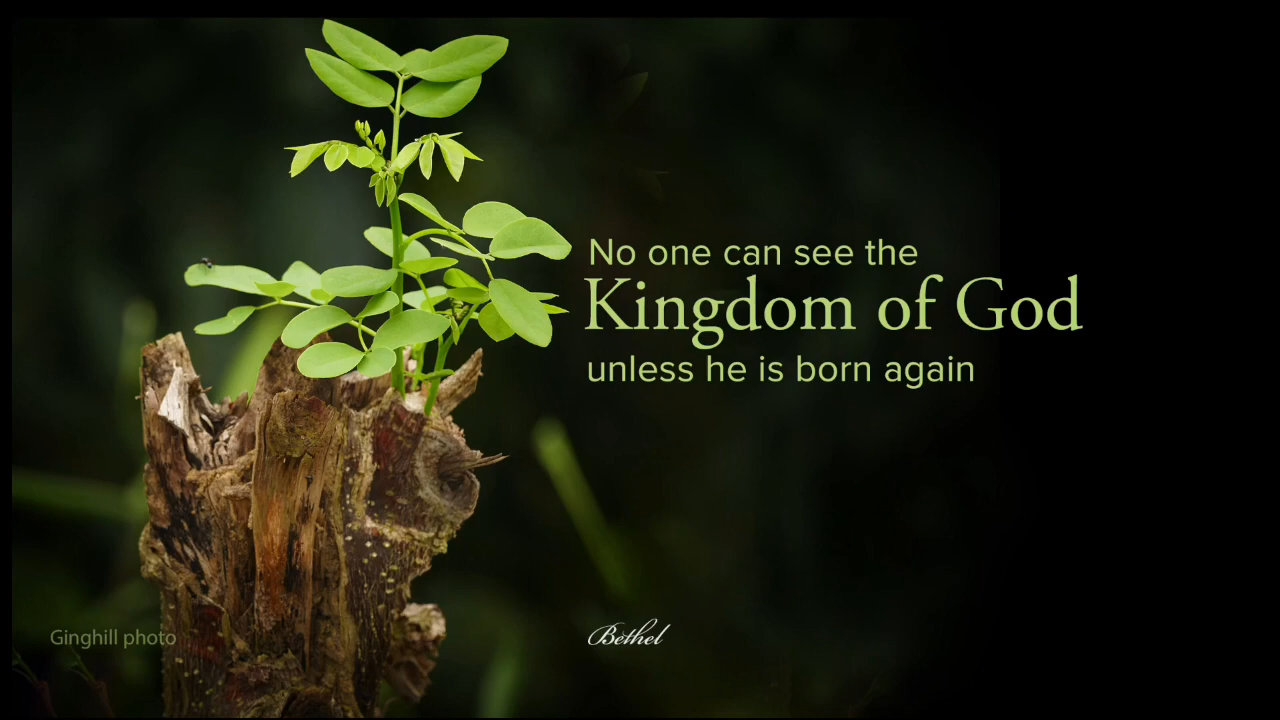 No one can see the
Kingdom of God
unless he is born again
Ginghill photo
Bethel